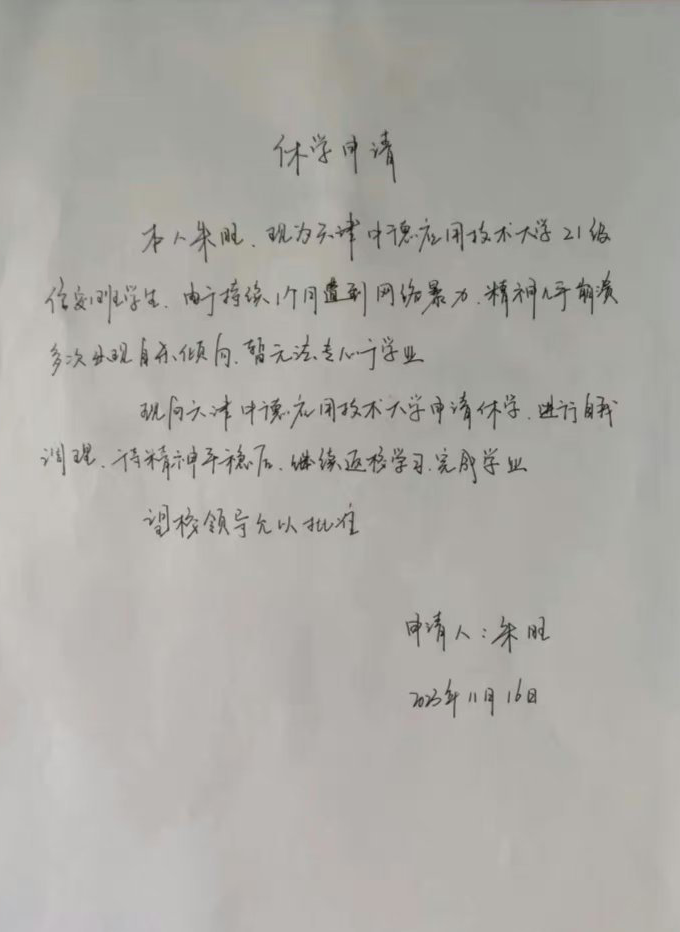 休学申请
本人朱旺、现为天津中德应用技术大学21级
信安1班学生、由于持续1个月遭到网络暴力、精神几乎崩溃
多次出现自杀倾向、暂无法专心于学业
现向天津中德应用技术大学申请休学、进行自我
调理、待精神平稳后、继续返校学习、完成学业
望校领导允以批准
申请人：朱旺
2023年11月16日